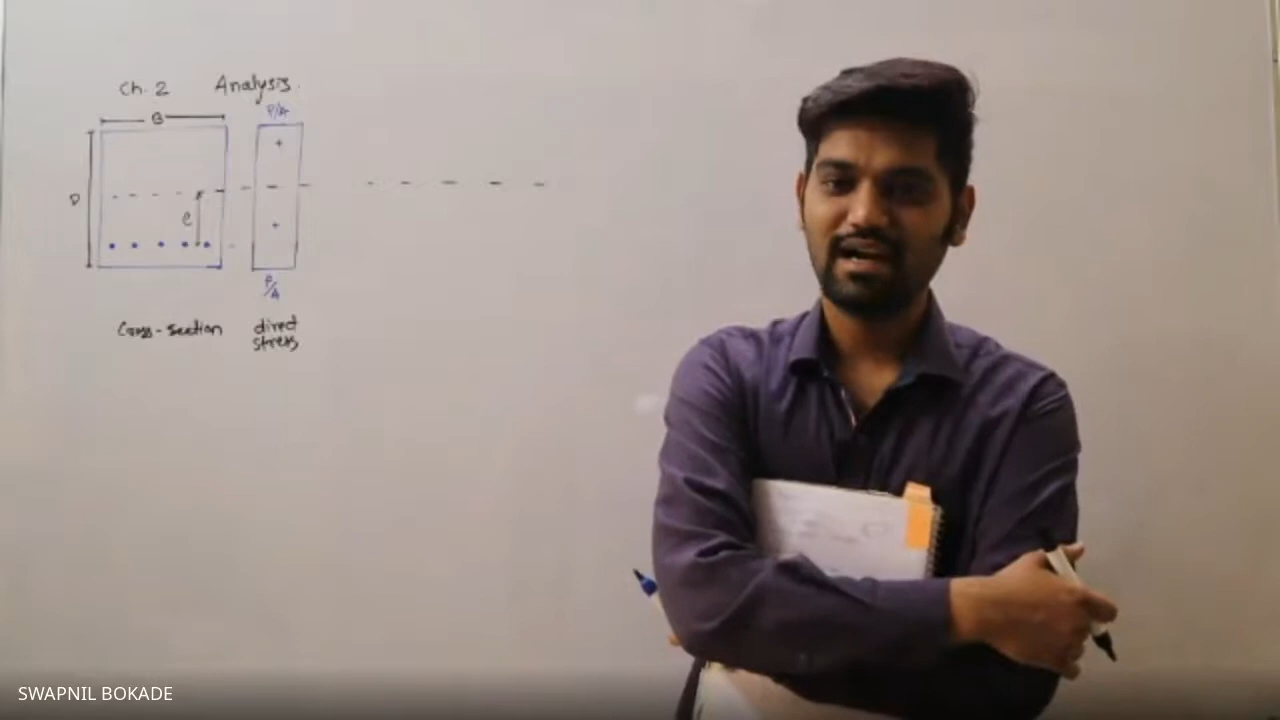 Ch. 2 Analysis.
B
P/A
+
D
e
+
P/A
Cross-section
direct
stress
SWAPNIL BOKADE